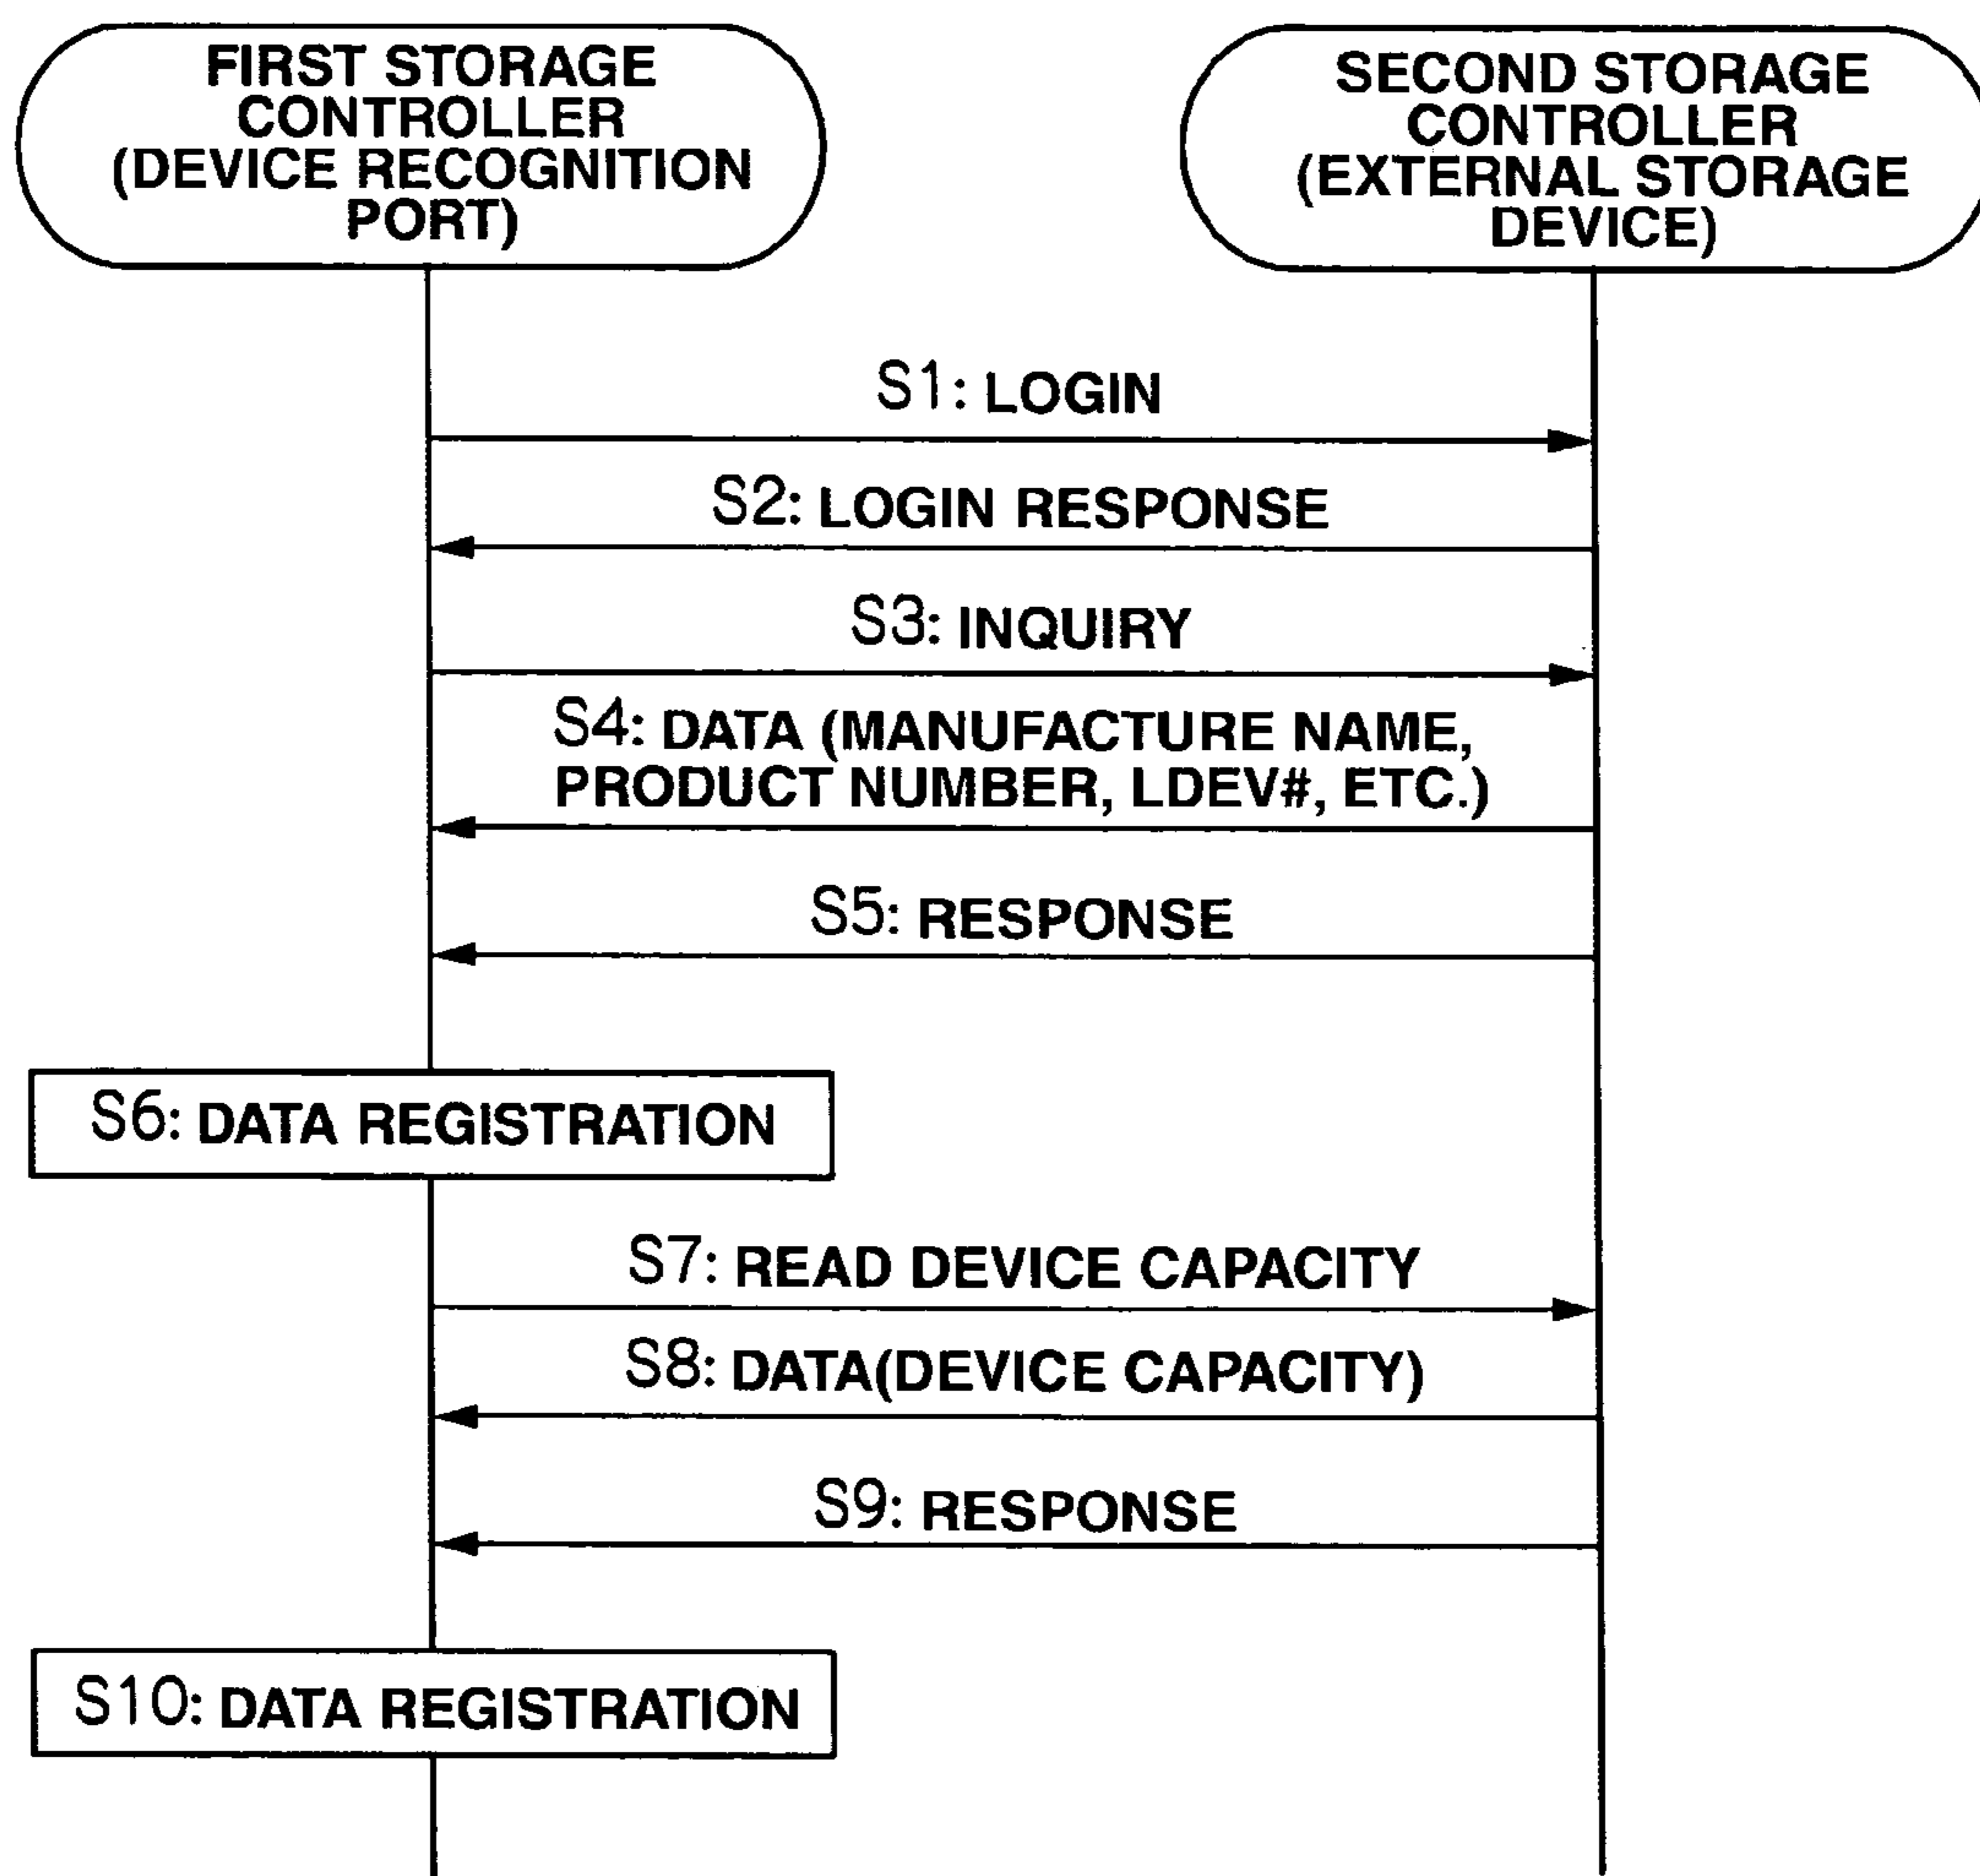 FIRST STORAGE
CONTROLLER
(DEVICE RECOGNITION
PORT)
SECOND STORAGE
CONTROLLER
(EXTERNAL STORAGE
DEVICE)
S1: LOGIN
S2: LOGIN RESPONSE
S3: INQUIRY
S4: DATA (MANUFACTURE NAME,
PRODUCT NUMBER, LDEV#, ETC.)
S5: RESPONSE
S6: DATA REGISTRATION
S7: READ DEVICE CAPACITY
S8: DATA(DEVICE CAPACITY)
S9: RESPONSE
S10: DATA REGISTRATION